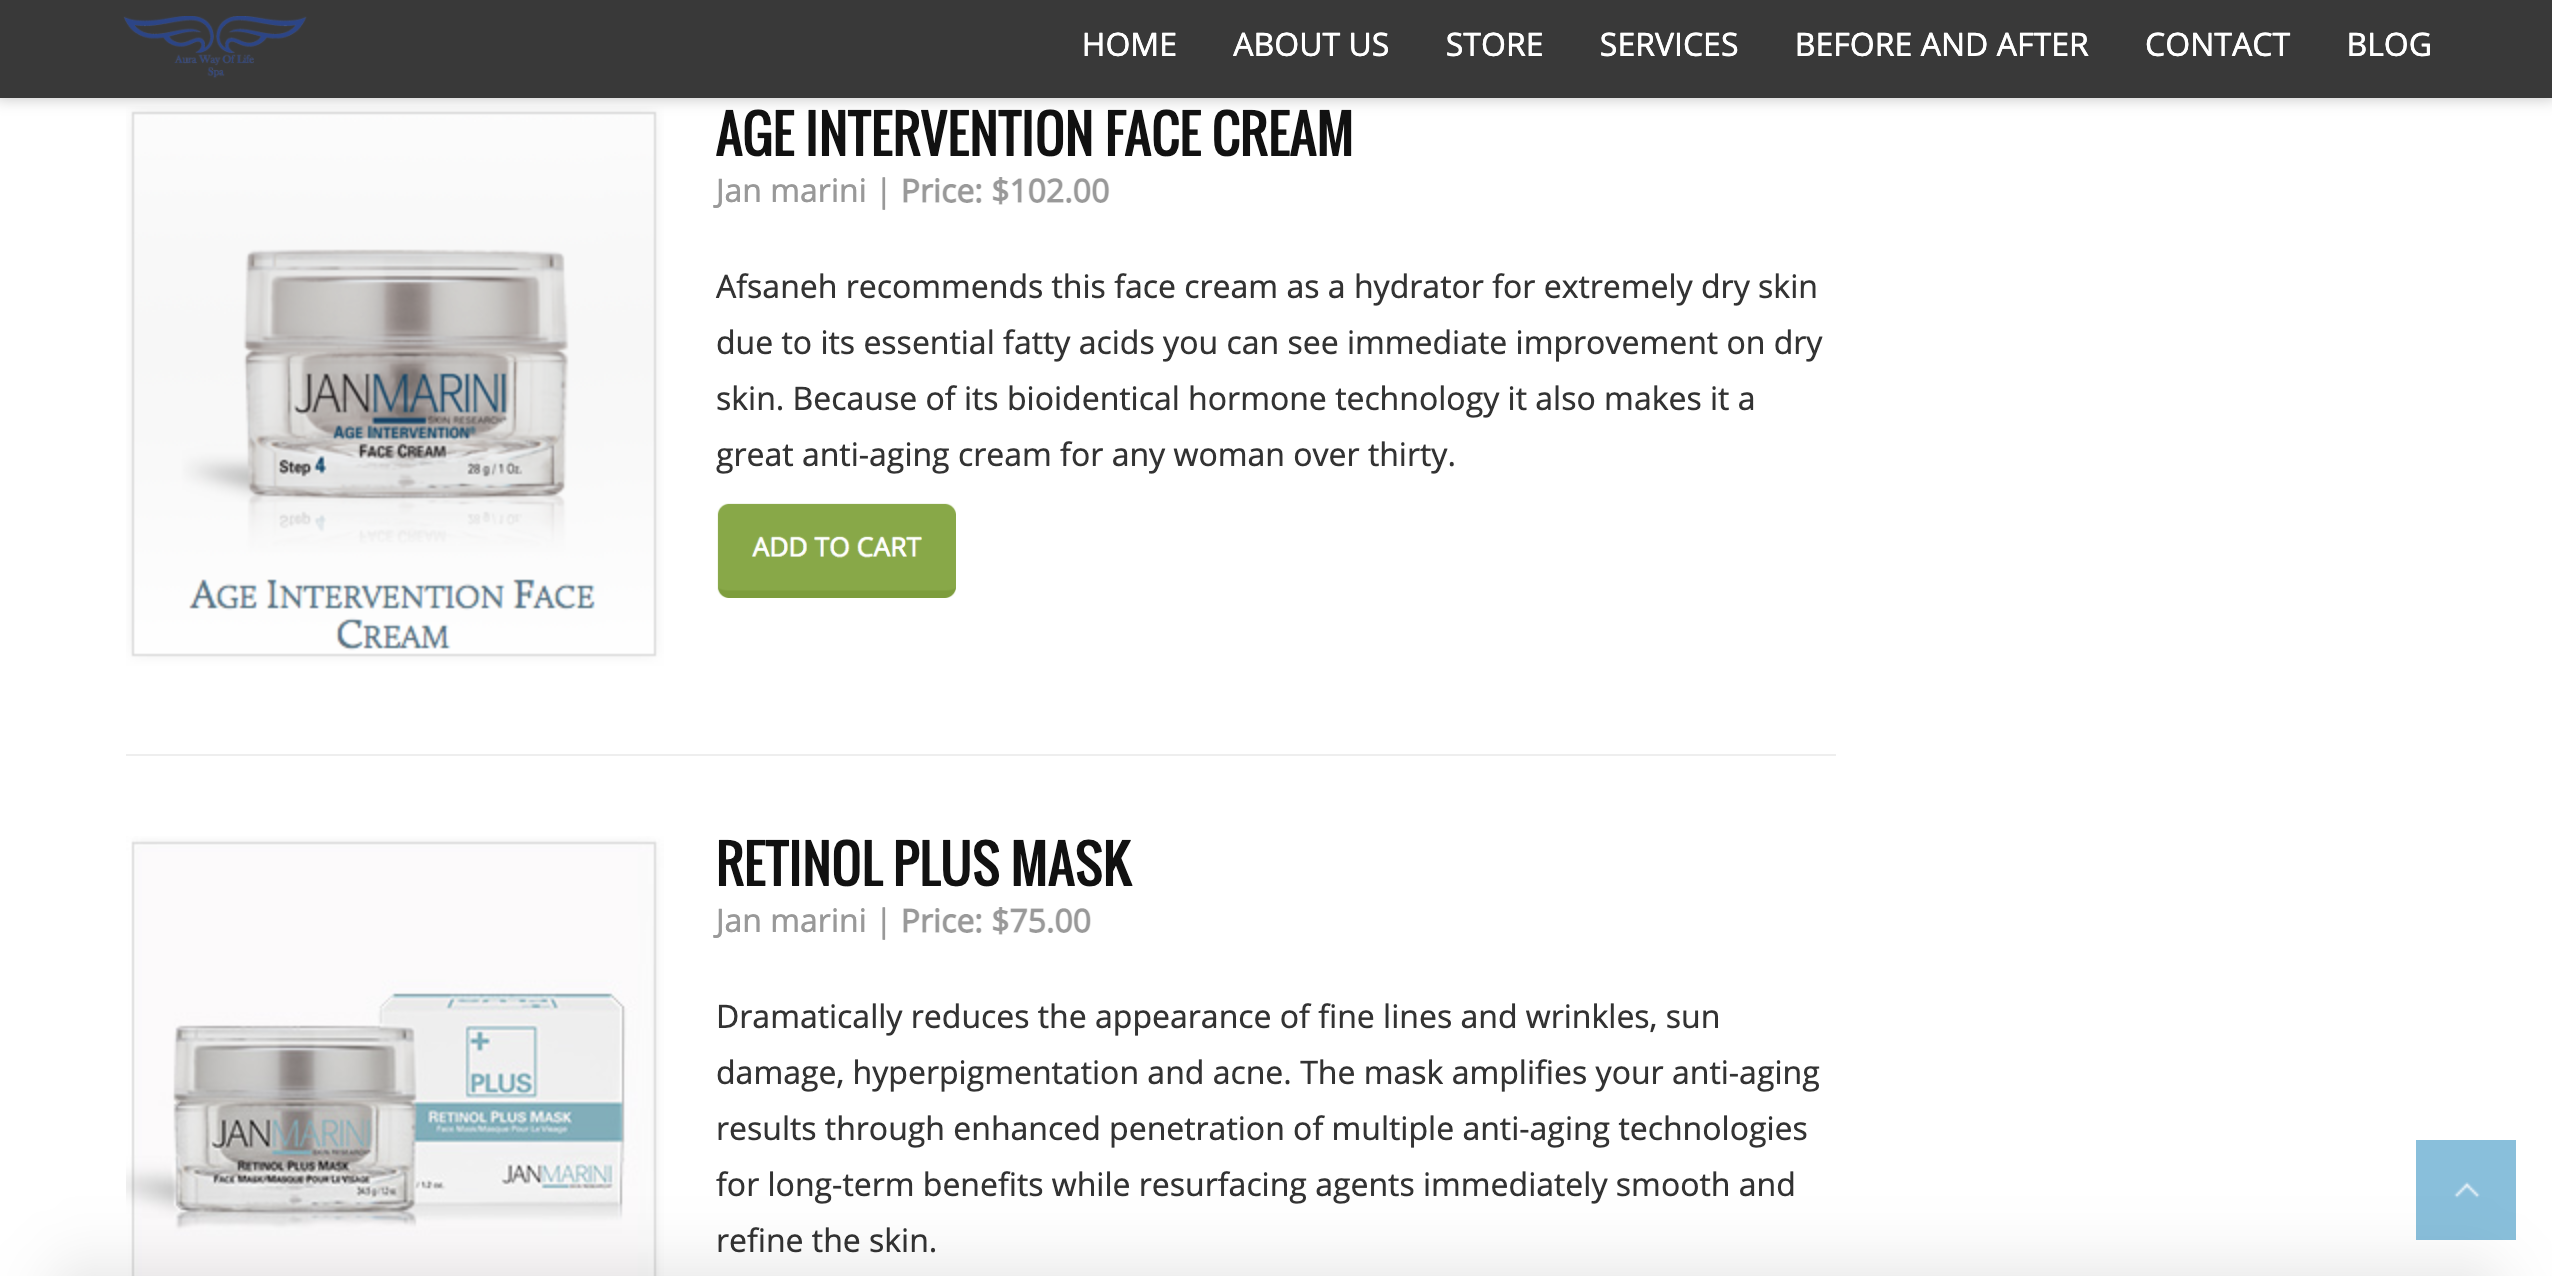 Aura Way Of Life
Spa
HOME ABOUT US STORE SERVICES BEFORE AND AFTER CONTACT BLOG
JANMARINI
SKIN RESEARCH
AGE INTERVENTION®
FACE CREAM
Step 4 28 g / 1 Oz.
AGE INTERVENTION FACE
CREAM
AGE INTERVENTION FACE CREAM
Jan marini | Price: $102.00
Afsaneh recommends this face cream as a hydrator for extremely dry skin
due to its essential fatty acids you can see immediate improvement on dry
skin. Because of its bioidentical hormone technology it also makes it a
great anti-aging cream for any woman over thirty.
ADD TO CART
PLUS
RETINOL PLUS MASK
Face Mask/Masque Pour Le Visage
JANMARINI
JANMARINI
SKIN RESEARCH
RETINOL PLUS MASK
FACE MASK/MASQUE POUR LE VISAGE
RETINOL PLUS MASK
Jan marini | Price: $75.00
Dramatically reduces the appearance of fine lines and wrinkles, sun
damage, hyperpigmentation and acne. The mask amplifies your anti-aging
results through enhanced penetration of multiple anti-aging technologies
for long-term benefits while resurfacing agents immediately smooth and
refine the skin.